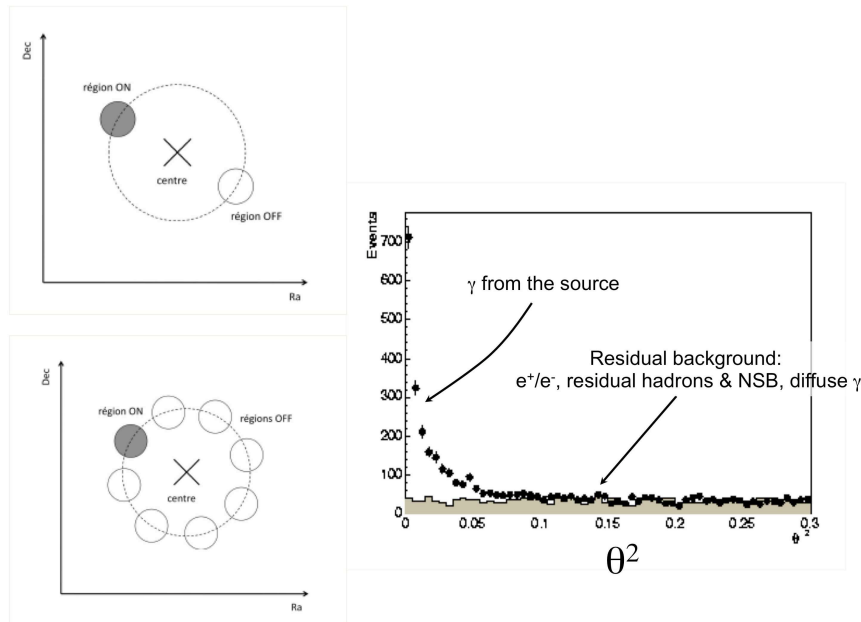 Dec
région ON
centre
région OFF
Ra
Dec
région ON
régions OFF
centre
Ra
Events
700
600
500
400
300
200
100
0
γ from the source
Residual background:
e⁺/e⁻, residual hadrons & NSB, diffuse γ
0 0.05 0.1 0.15 0.2 0.25 0.3
θ²
θ²